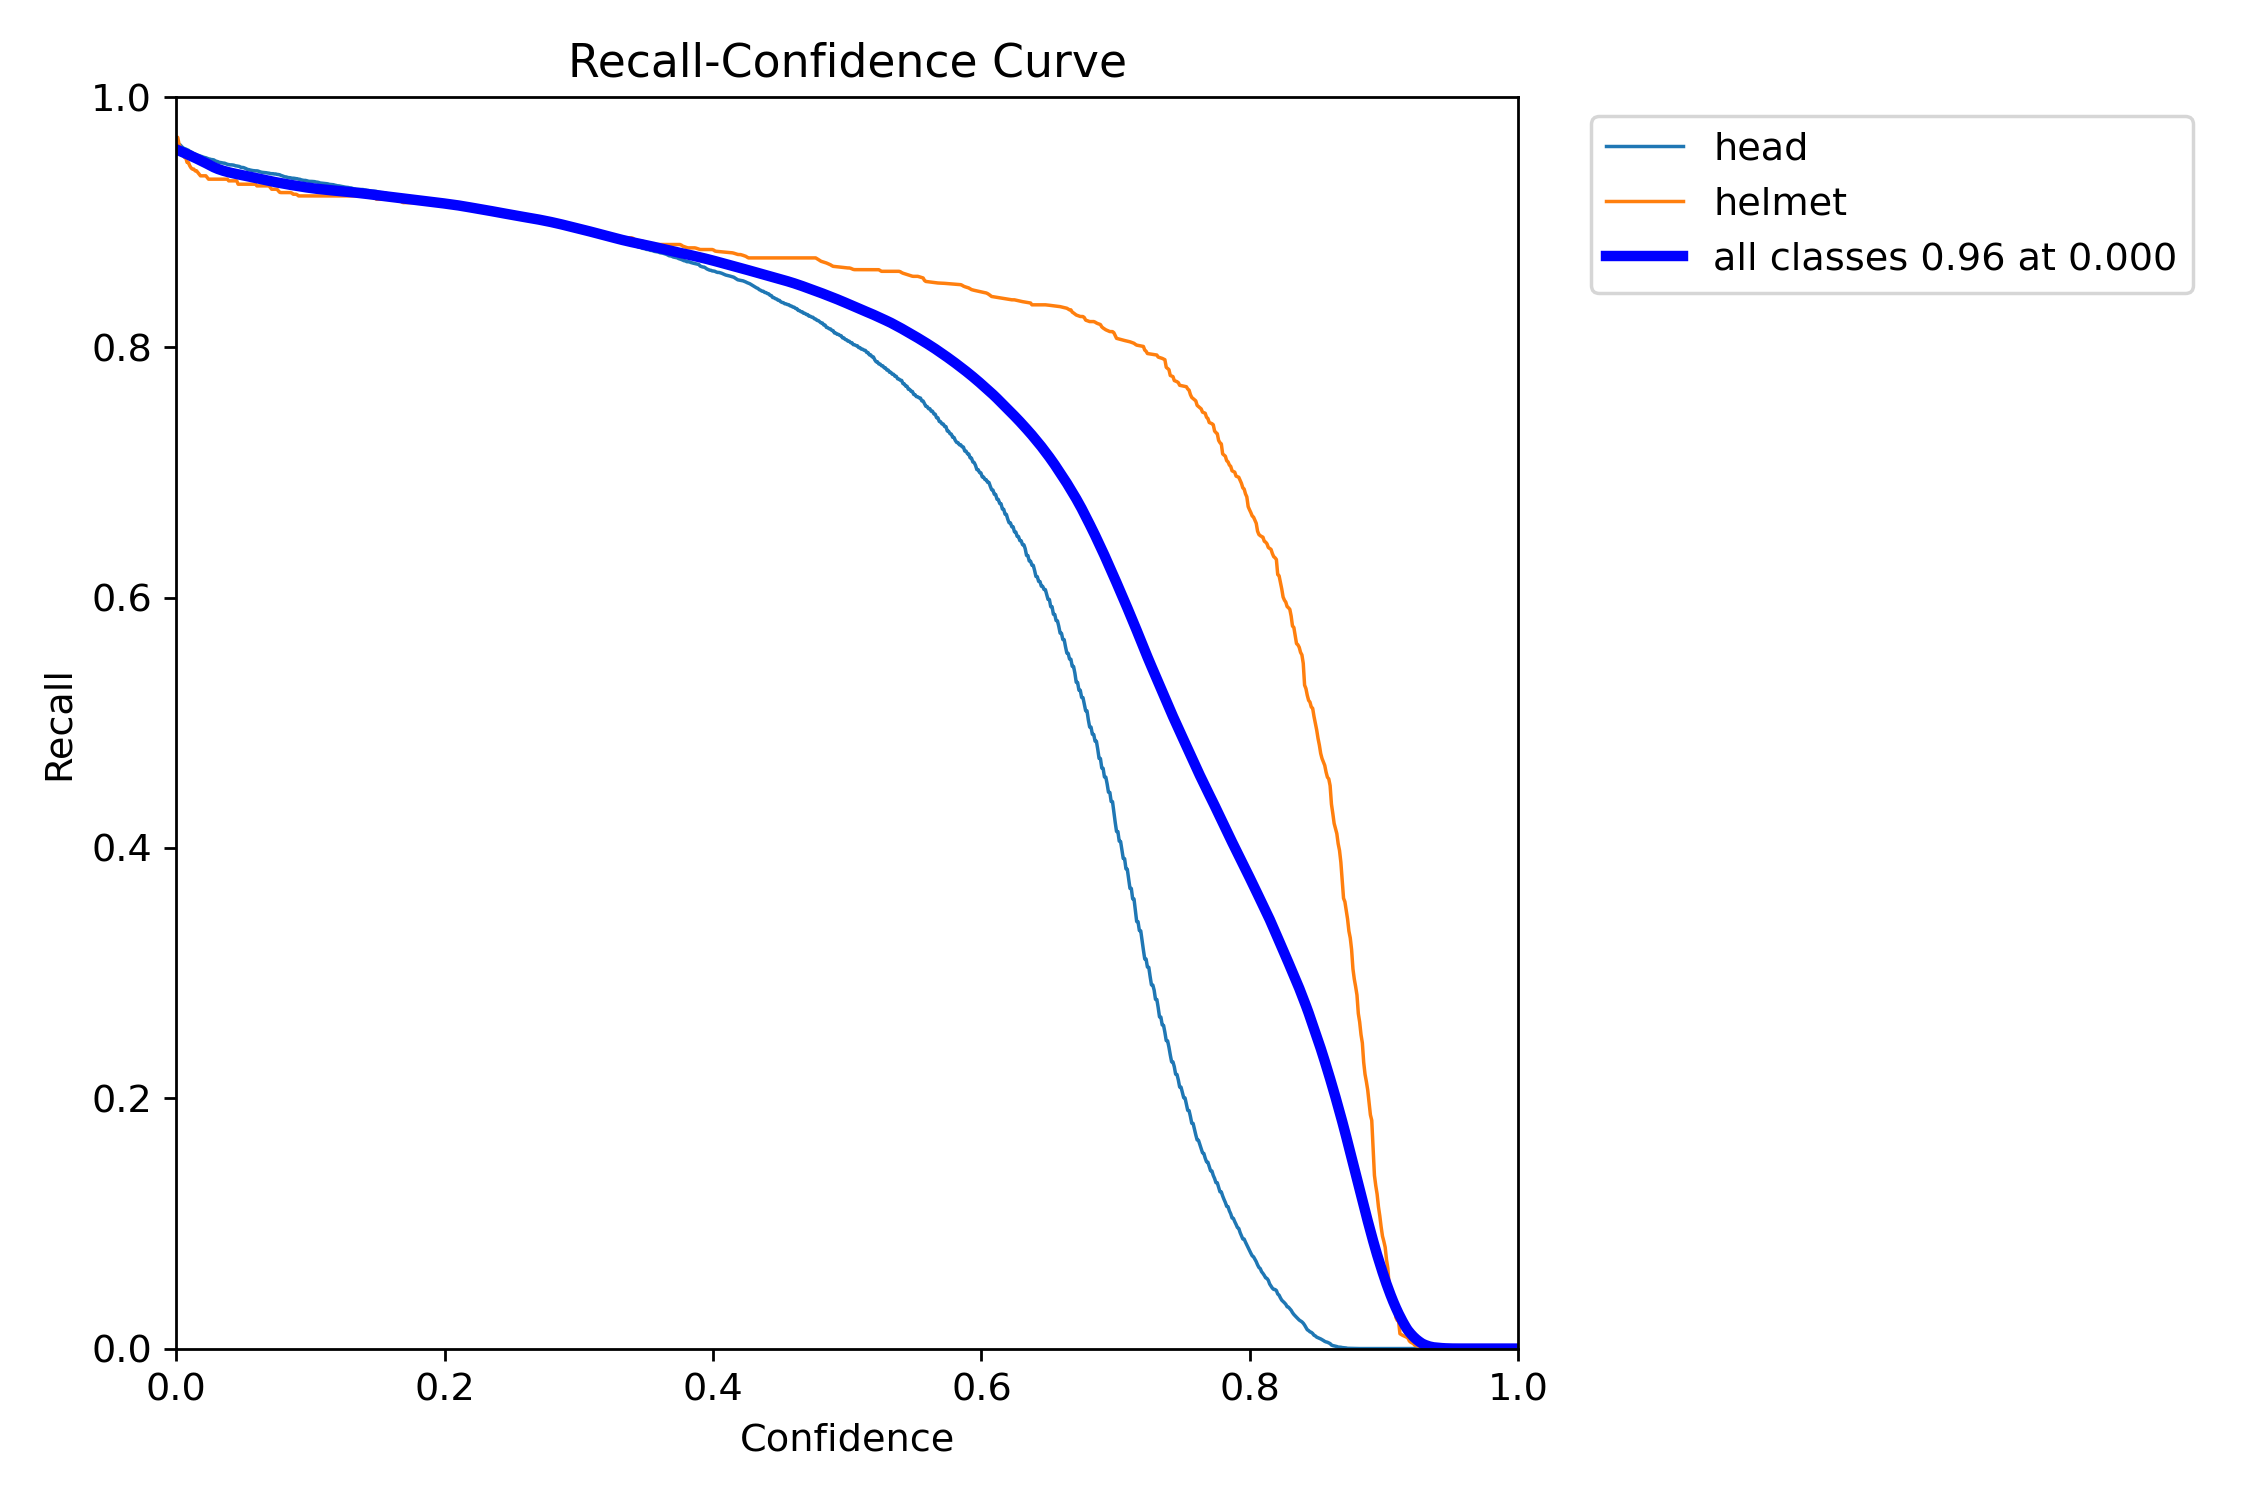 Recall-Confidence Curve
1.0
0.8
0.6
0.4
0.2
0.0
Recall
0.0 0.2 0.4 0.6 0.8 1.0
Confidence
head
helmet
all classes 0.96 at 0.000